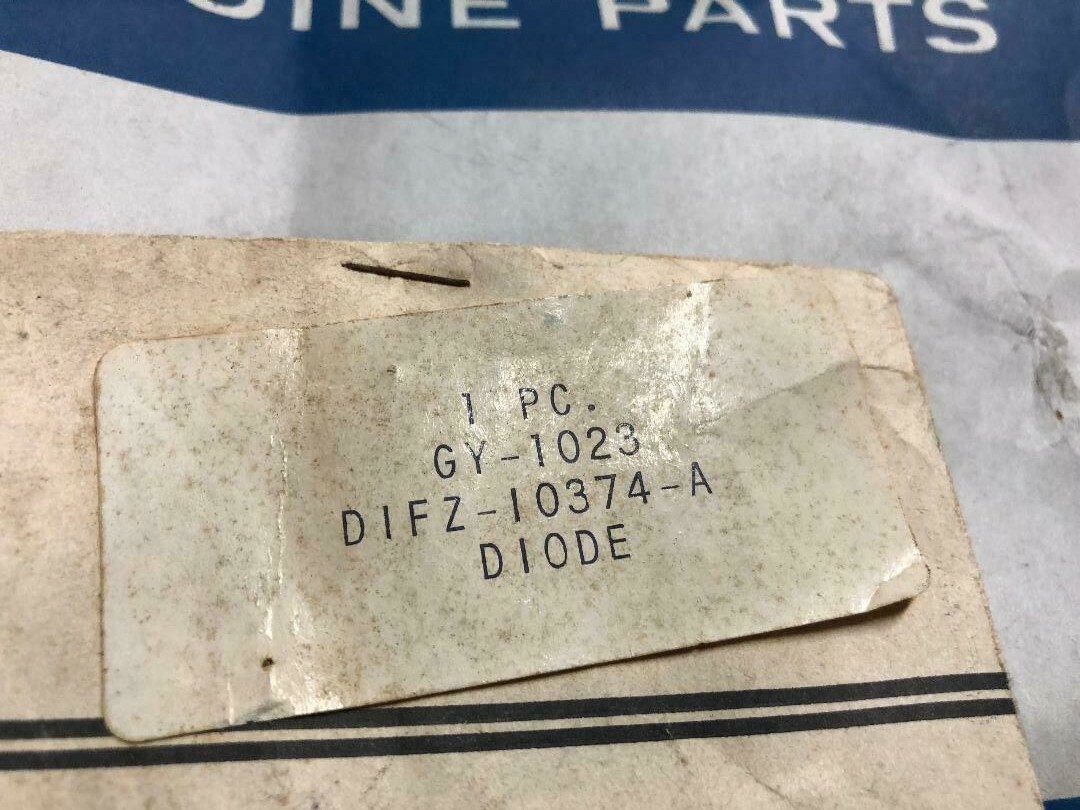 INE PARTS
1 PC.
GY-1023
D1FZ-10374-A
DIODE